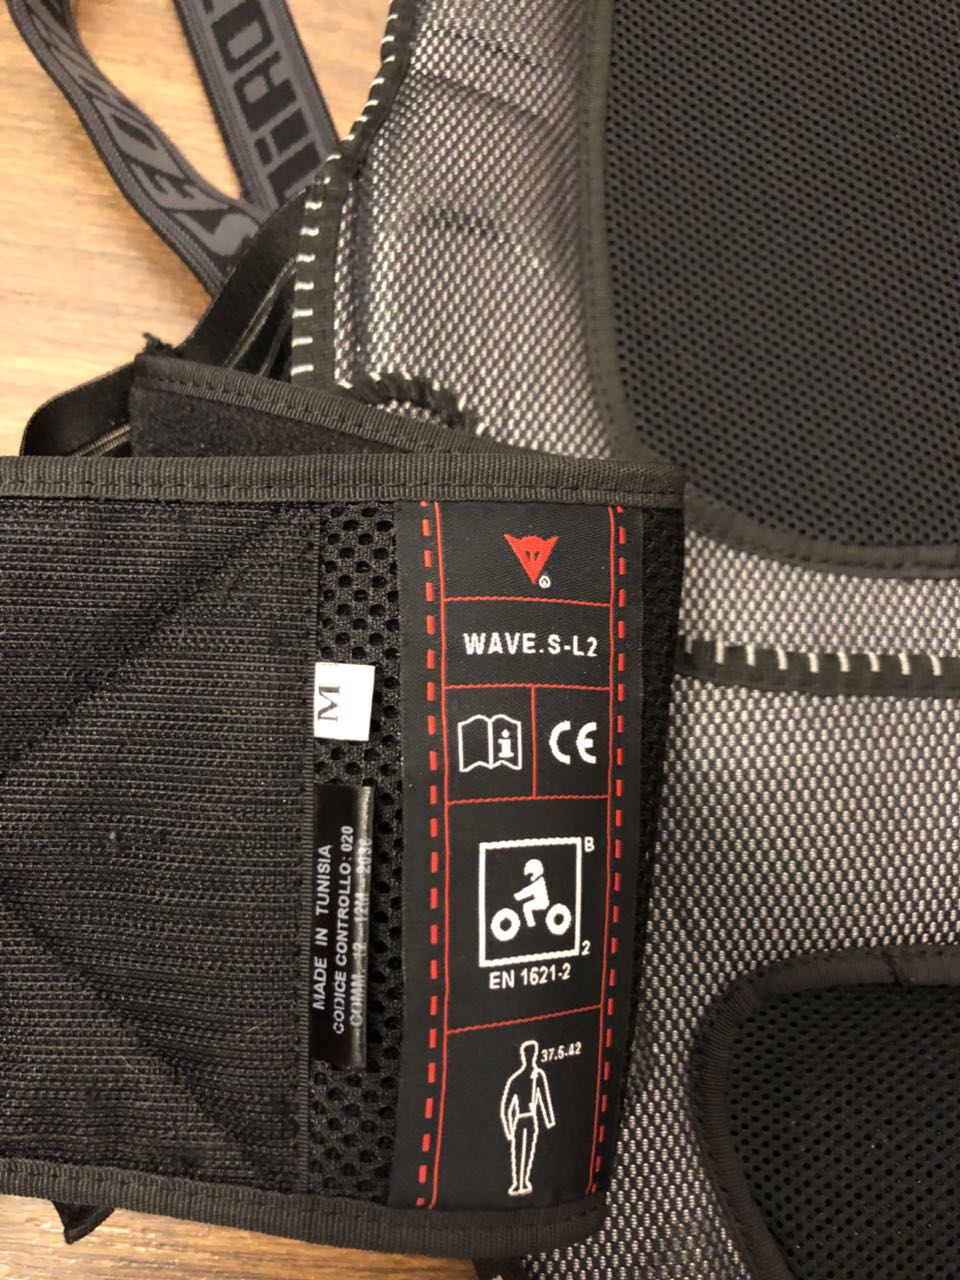 WAVE.S-L2
i
CE
B
2
EN 1621-2
37.5-42
M
MADE IN TUNISIA
CODICE CONTROLLO: 020